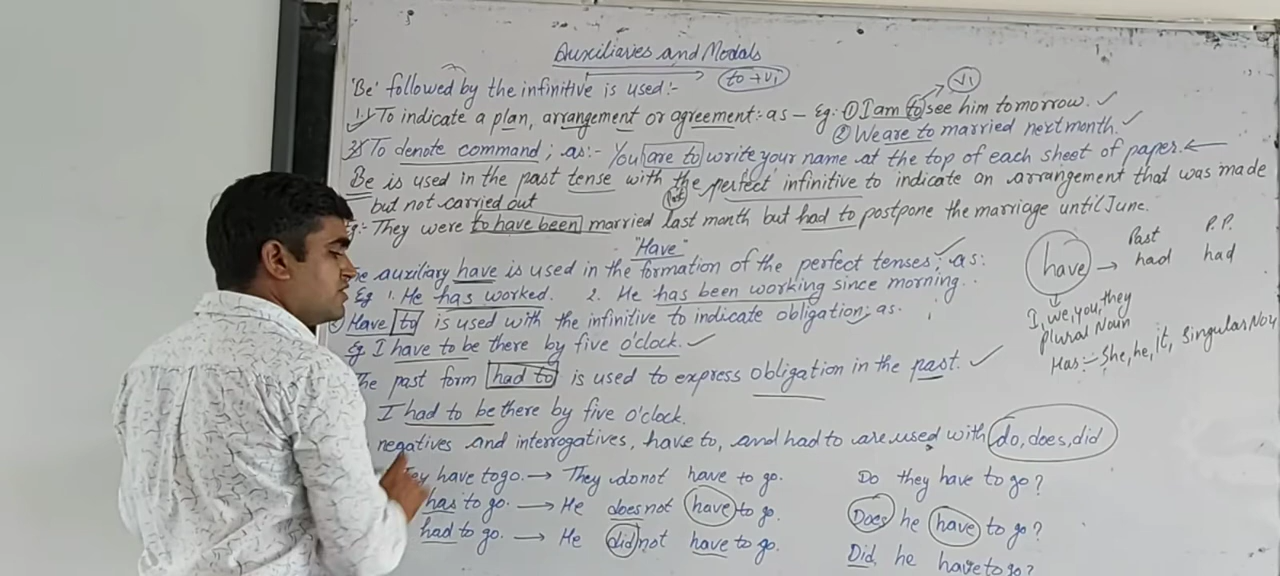 Auxiliaries and Modals
'Be' followed by the infinitive is used:- to + V1
1. To indicate a plan, arrangement or agreement:- as - Eg: ① I am to see him tomorrow. ✓ V1
② We are to married next month. ✓
To denote command; as:- You are to write your name at the top of each sheet of paper. ←
Be is used in the past tense with the perfect infinitive to indicate an arrangement that was made
but not carried out
g:- They were to have been married last month but had to postpone the marriage until June.
"Have"
e auxiliary have is used in the formation of the perfect tenses; as:
Eg 1. He has worked. 2. He has been working since morning.
Have to is used with the infinitive to indicate obligation; as.
Eg I have to be there by five o'clock. ✓
The past form had to is used to express obligation in the past. ✓
I had to be there by five o'clock.
negatives and interrogatives, have to, and had to are used with do, does, did
ey have to go. → They do not have to go. Do they have to go?
has to go. → He does not have to go. Does he have to go?
had to go. → He did not have to go. Did he have to go?
have → Past had P.P. had
I, we, you, they
plural Noun
Has:- She, he, it, Singular Nou